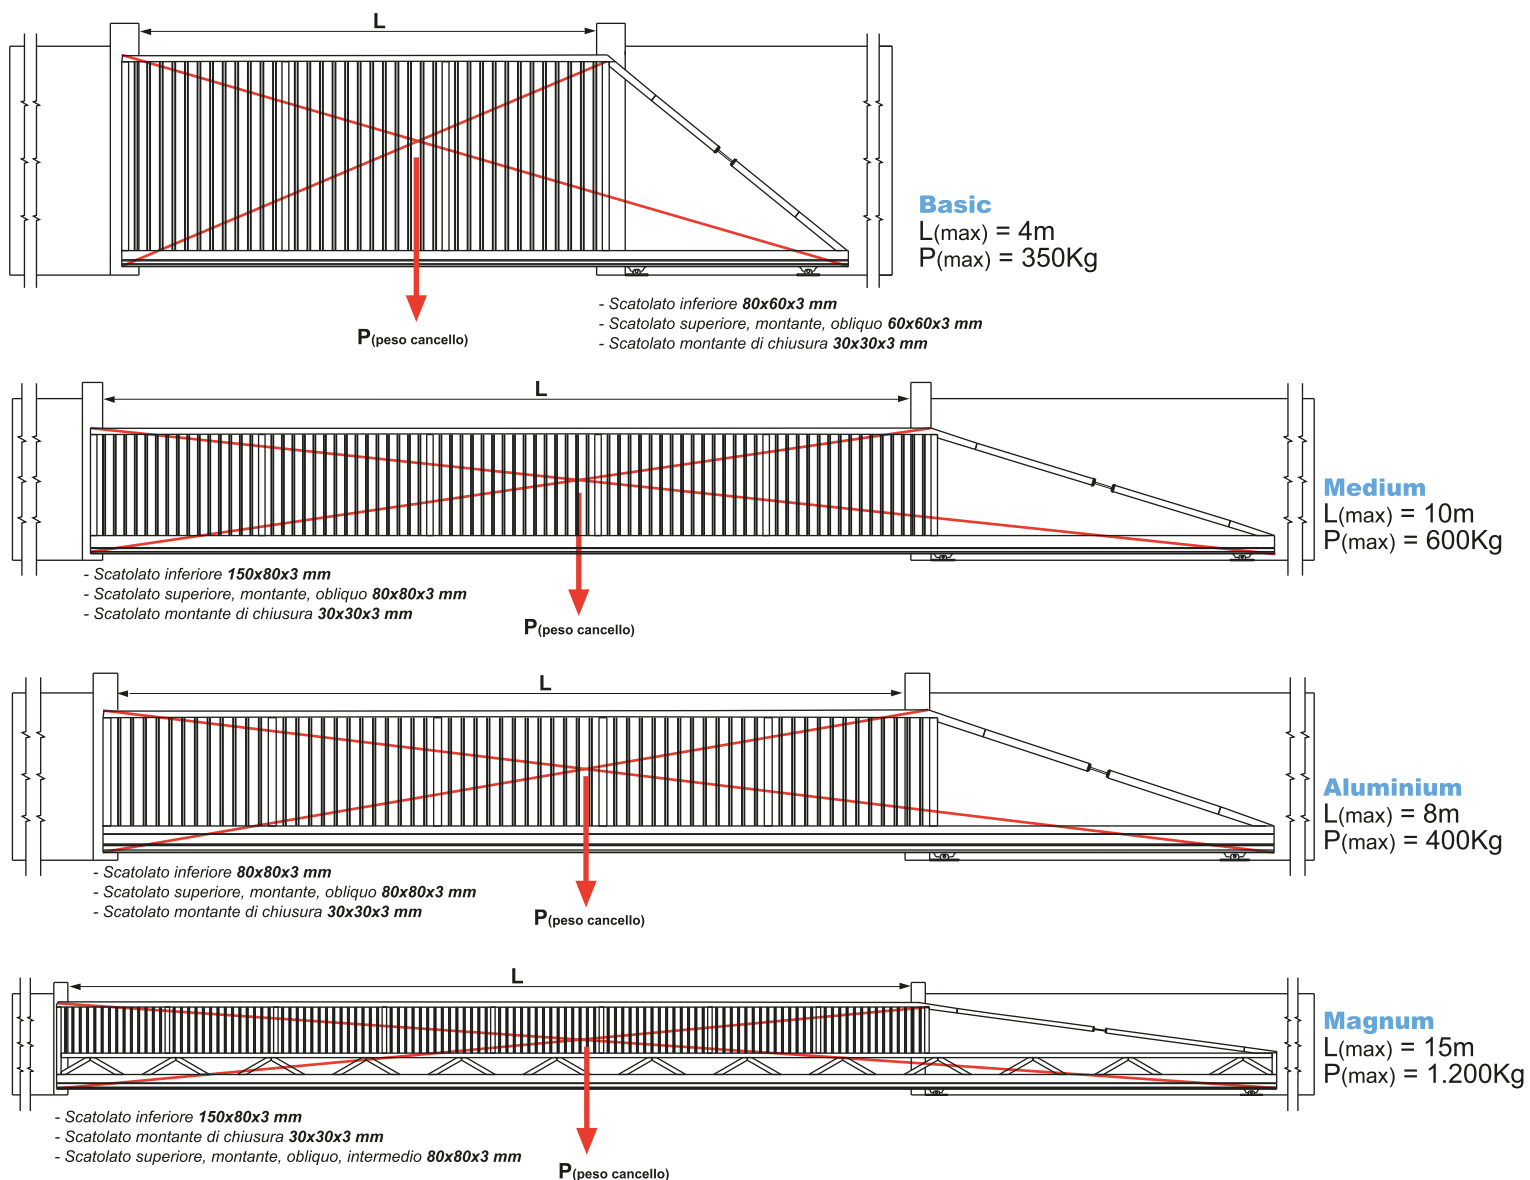 L
Basic
L(max) = 4m
P(max) = 350Kg
- Scatolato inferiore 80x60x3 mm
- Scatolato superiore, montante, obliquo 60x60x3 mm
- Scatolato montante di chiusura 30x30x3 mm
P(peso cancello)
L
Medium
L(max) = 10m
P(max) = 600Kg
- Scatolato inferiore 150x80x3 mm
- Scatolato superiore, montante, obliquo 80x80x3 mm
- Scatolato montante di chiusura 30x30x3 mm
P(peso cancello)
L
Aluminium
L(max) = 8m
P(max) = 400Kg
- Scatolato inferiore 80x80x3 mm
- Scatolato superiore, montante, obliquo 80x80x3 mm
- Scatolato montante di chiusura 30x30x3 mm
P(peso cancello)
L
Magnum
L(max) = 15m
P(max) = 1.200Kg
- Scatolato inferiore 150x80x3 mm
- Scatolato montante di chiusura 30x30x3 mm
- Scatolato superiore, montante, obliquo, intermedio 80x80x3 mm
P(peso cancello)